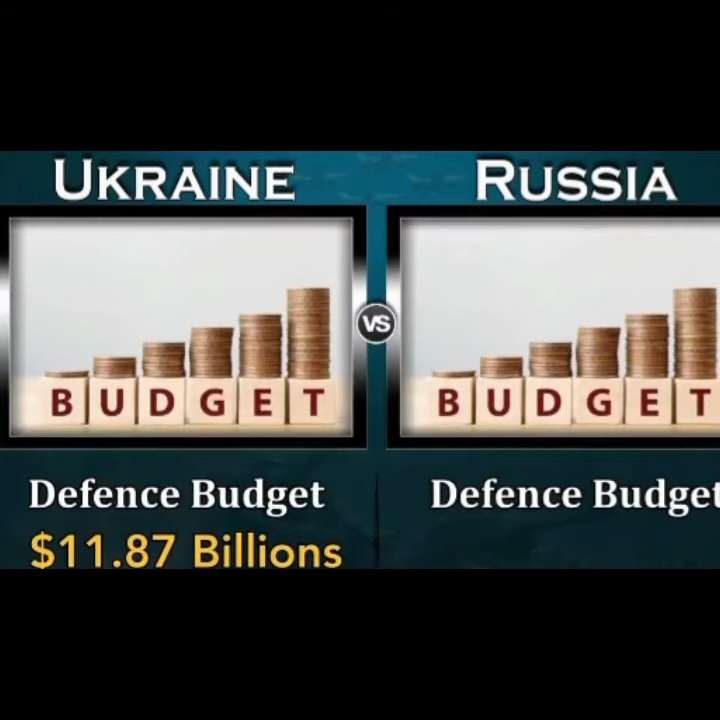 UKRAINE
RUSSIA
VS
BUDGET
BUDGET
Defence Budget
Defence Budget
$11.87 Billions